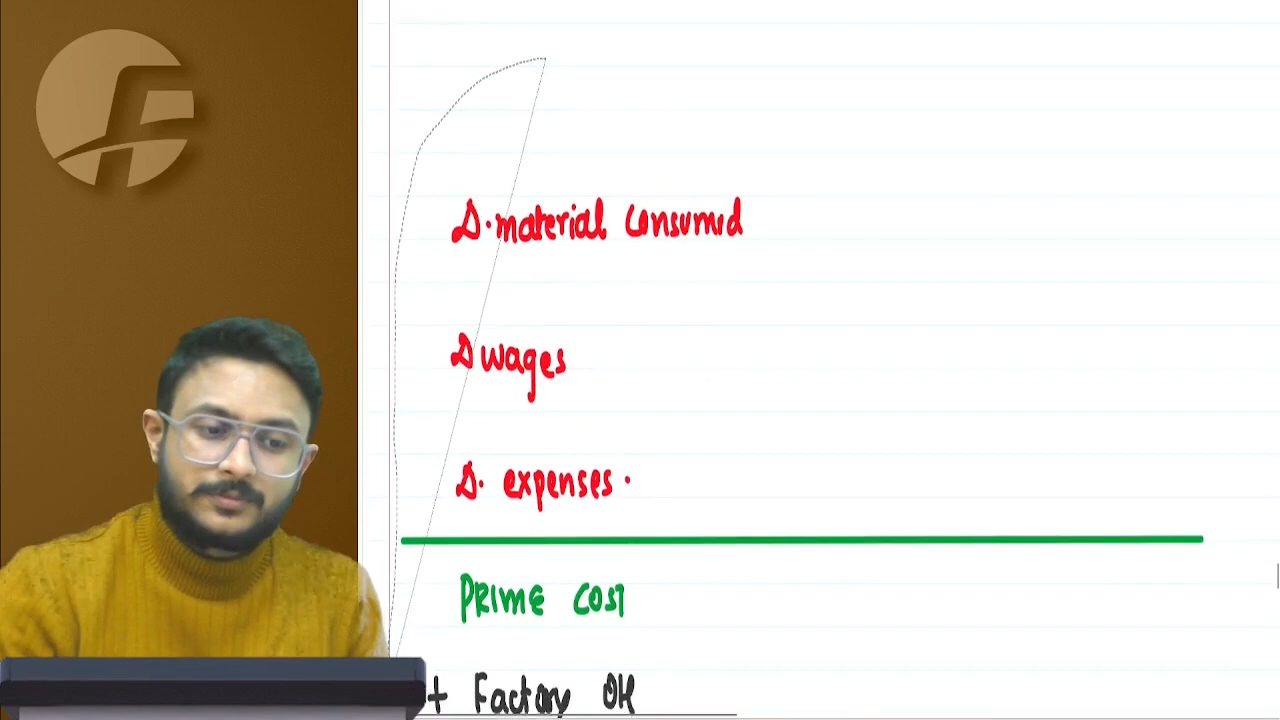 D. material consumed
D wages
D. expenses.
PRIME COST
+ Factory OH